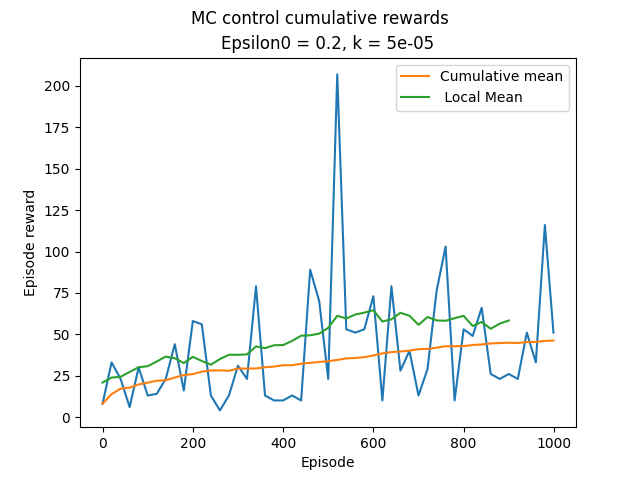 MC control cumulative rewards
Epsilon0 = 0.2, k = 5e-05
Cumulative mean
Local Mean
Episode reward
200
175
150
125
100
75
50
25
0
0
200
400
600
800
1000
Episode